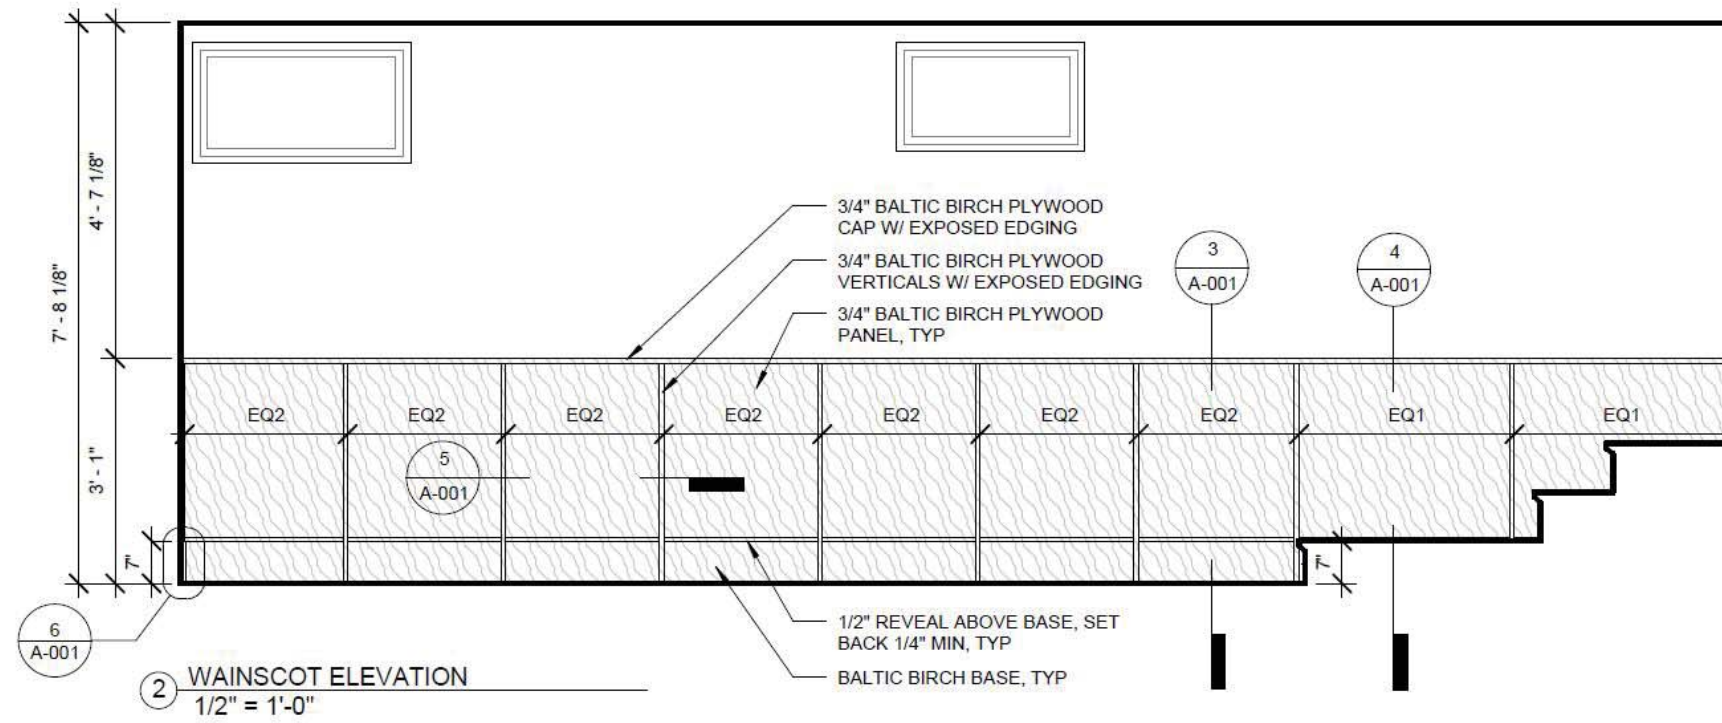 4' - 7 1/8"
7' - 8 1/8"
3/4" BALTIC BIRCH PLYWOOD
CAP W/ EXPOSED EDGING
3/4" BALTIC BIRCH PLYWOOD
VERTICALS W/ EXPOSED EDGING
3/4" BALTIC BIRCH PLYWOOD
PANEL, TYP
3
A-001
4
A-001
EQ2
EQ2
EQ2
EQ2
EQ2
EQ2
EQ2
EQ1
EQ1
3' - 1"
5
A-001
7"
7"
1/2" REVEAL ABOVE BASE, SET
BACK 1/4" MIN, TYP
BALTIC BIRCH BASE, TYP
6
A-001
2
WAINSCOT ELEVATION
1/2" = 1'-0"